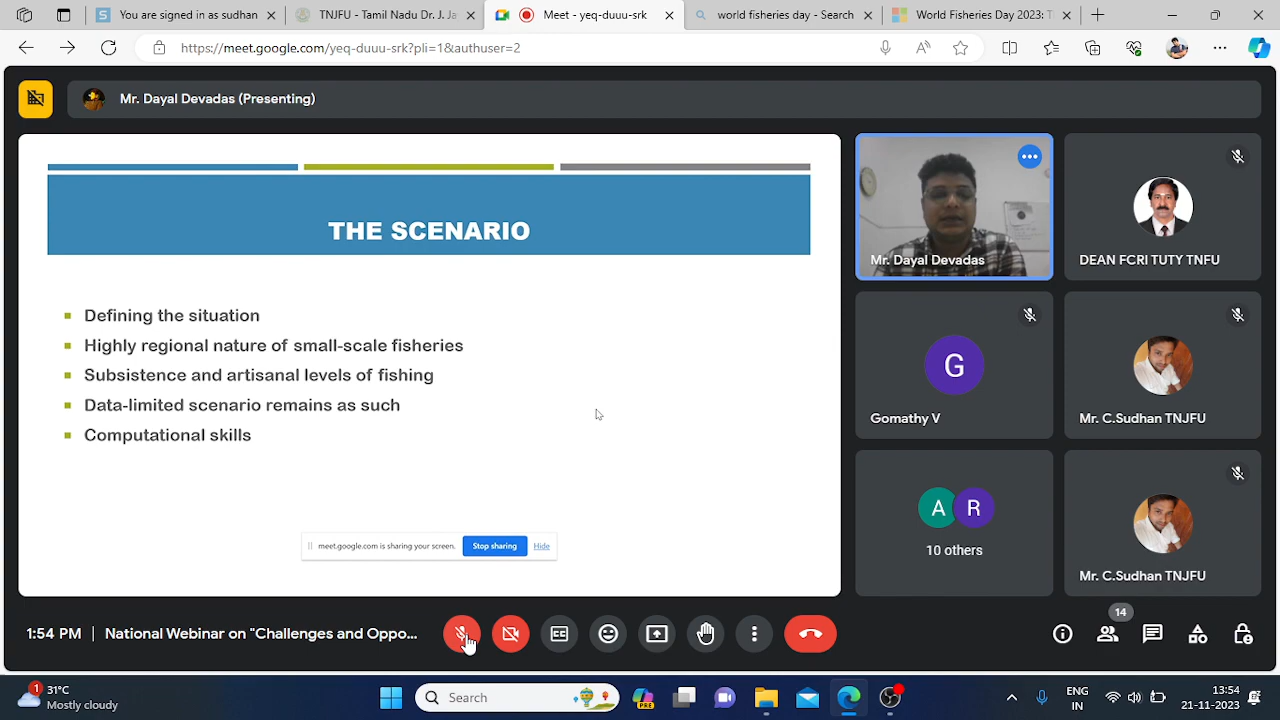 You are signed in as sudhan
TNJFU - Tamil Nadu Dr. J. Ja
Meet - yeq-duuu-srk
world fisheries day - Search
World Fisheries Day 2023: T
https://meet.google.com/yeq-duuu-srk?pli=1&authuser=2
Mr. Dayal Devadas (Presenting)
THE SCENARIO
Defining the situation
Highly regional nature of small-scale fisheries
Subsistence and artisanal levels of fishing
Data-limited scenario remains as such
Computational skills
meet.google.com is sharing your screen.
Stop sharing
Hide
Mr. Dayal Devadas
DEAN FCRI TUTY TNFU
G
Gomathy V
Mr. C.Sudhan TNJFU
A R
10 others
Mr. C.Sudhan TNJFU
1:54 PM | National Webinar on "Challenges and Oppo...
14
1
31°C
Mostly cloudy
Search
PRE
ENG
IN
13:55
21-11-2023